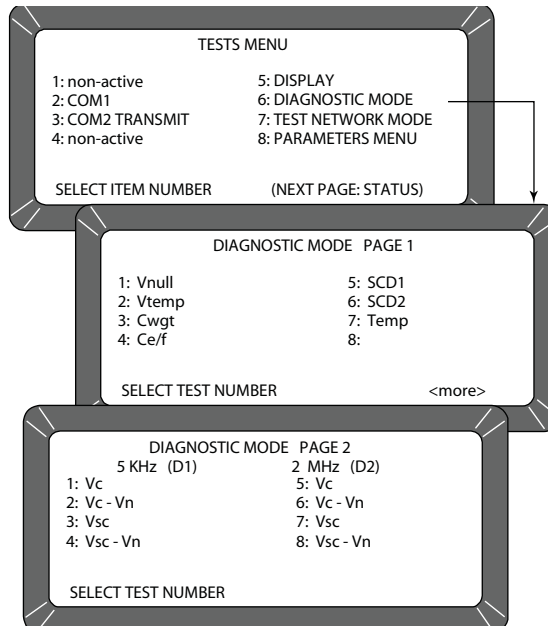 TESTS MENU
1: non-active 5: DISPLAY
2: COM1 6: DIAGNOSTIC MODE
3: COM2 TRANSMIT 7: TEST NETWORK MODE
4: non-active 8: PARAMETERS MENU
SELECT ITEM NUMBER (NEXT PAGE: STATUS)
DIAGNOSTIC MODE PAGE 1
1: Vnull 5: SCD1
2: Vtemp 6: SCD2
3: Cwgt 7: Temp
4: Ce/f 8:
SELECT TEST NUMBER <more>
DIAGNOSTIC MODE PAGE 2
5 KHz (D1) 2 MHz (D2)
1: Vc 5: Vc
2: Vc - Vn 6: Vc - Vn
3: Vsc 7: Vsc
4: Vsc - Vn 8: Vsc - Vn
SELECT TEST NUMBER